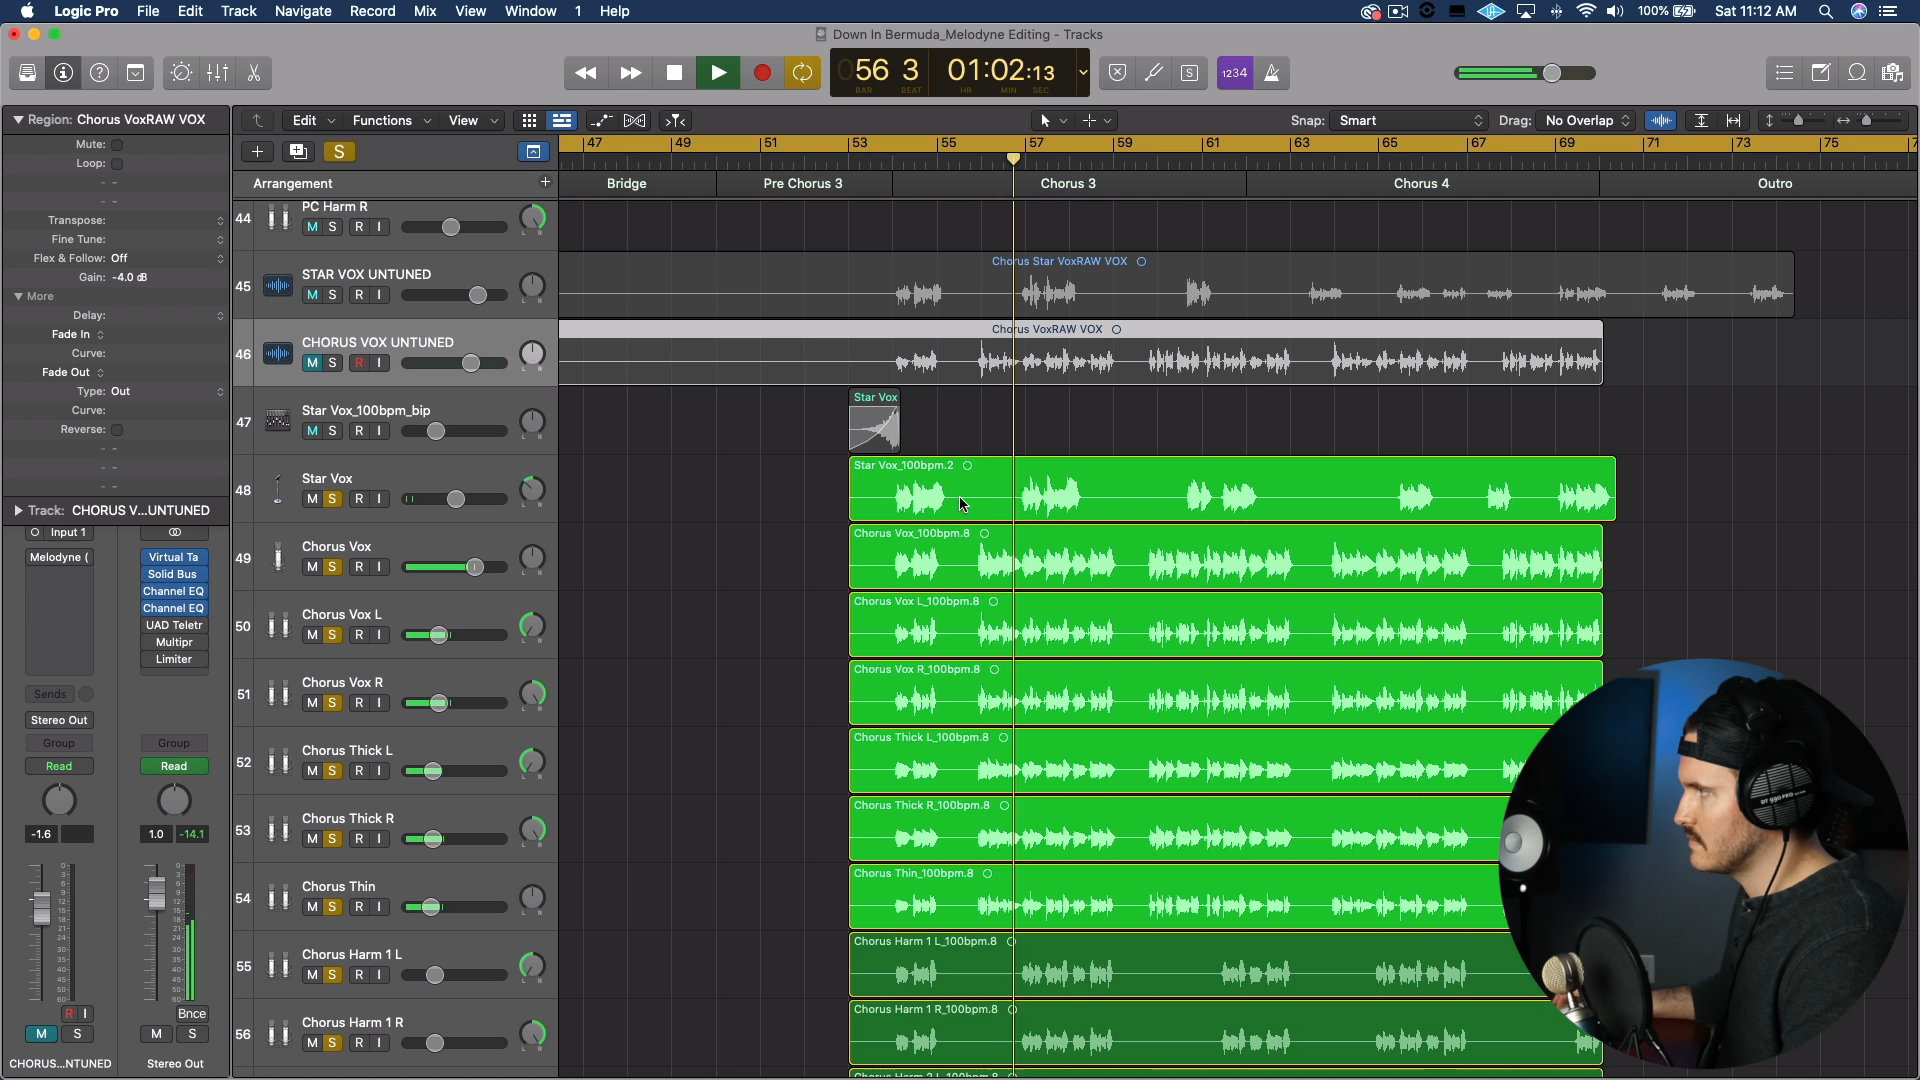 Logic Pro File Edit Track Navigate Record Mix View Window 1 Help
100% Sat 11:12 AM
Down In Bermuda_Melodyne Editing - Tracks
056 3 01:02:13
BAR BEAT HR MIN SEC
S 1234
Region: Chorus VoxRAW VOX
Mute:
Loop:
Transpose:
Fine Tune:
Flex & Follow: Off
Gain: -4.0 dB
More
Delay:
Fade In
Curve:
Fade Out
Type: Out
Curve:
Reverse:
Track: CHORUS V...UNTUNED
Input 1
Melodyne (
Virtual Ta
Solid Bus
Channel EQ
Channel EQ
UAD Teletr
Multipr
Limiter
Sends
Stereo Out
Group Group
Read Read
-1.6 1.0 -14.1
R I Bnce
M S M S
CHORUS...NTUNED Stereo Out
Edit Functions View
Snap: Smart Drag: No Overlap
S
47 49 51 53 55 57 59 61 63 65 67 69 71 73 75
Arrangement
Bridge Pre Chorus 3 Chorus 3 Chorus 4 Outro
44 PC Harm R
M S R I
45 STAR VOX UNTUNED
M S R I
Chorus Star VoxRAW VOX
46 CHORUS VOX UNTUNED
M S R I
Chorus VoxRAW VOX
47 Star Vox_100bpm_bip
M S R I
Star Vox
48 Star Vox
M S R I
Star Vox_100bpm.2
49 Chorus Vox
M S R I
Chorus Vox_100bpm.8
50 Chorus Vox L
M S R I
Chorus Vox L_100bpm.8
51 Chorus Vox R
M S R I
Chorus Vox R_100bpm.8
52 Chorus Thick L
M S R I
Chorus Thick L_100bpm.8
53 Chorus Thick R
M S R I
Chorus Thick R_100bpm.8
54 Chorus Thin
M S R I
Chorus Thin_100bpm.8
55 Chorus Harm 1 L
M S R I
Chorus Harm 1 L_100bpm.8
56 Chorus Harm 1 R
M S R I
Chorus Harm 1 R_100bpm.8
DT 990 PRO